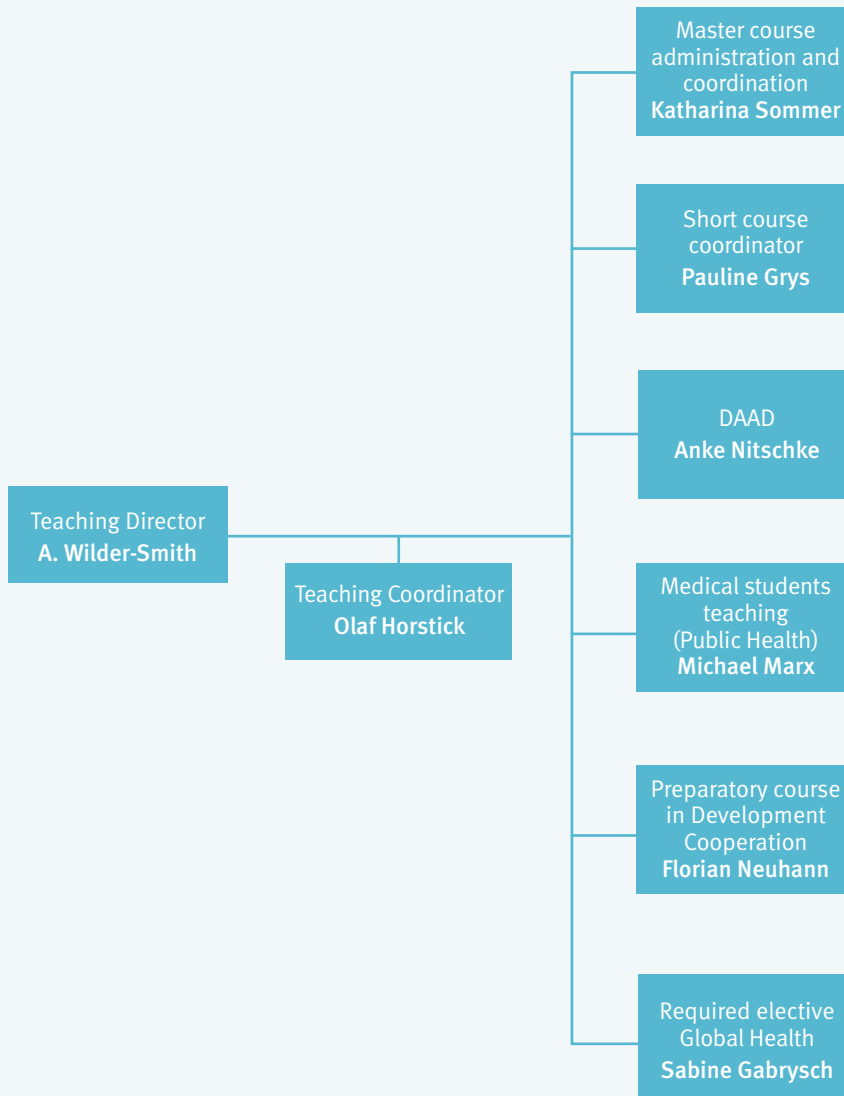 Master course
administration and
coordination
Katharina Sommer
Short course
coordinator
Pauline Grys
DAAD
Anke Nitschke
Teaching Director
A. Wilder-Smith
Teaching Coordinator
Olaf Horstick
Medical students
teaching
(Public Health)
Michael Marx
Preparatory course
in Development
Cooperation
Florian Neuhann
Required elective
Global Health
Sabine Gabrysch